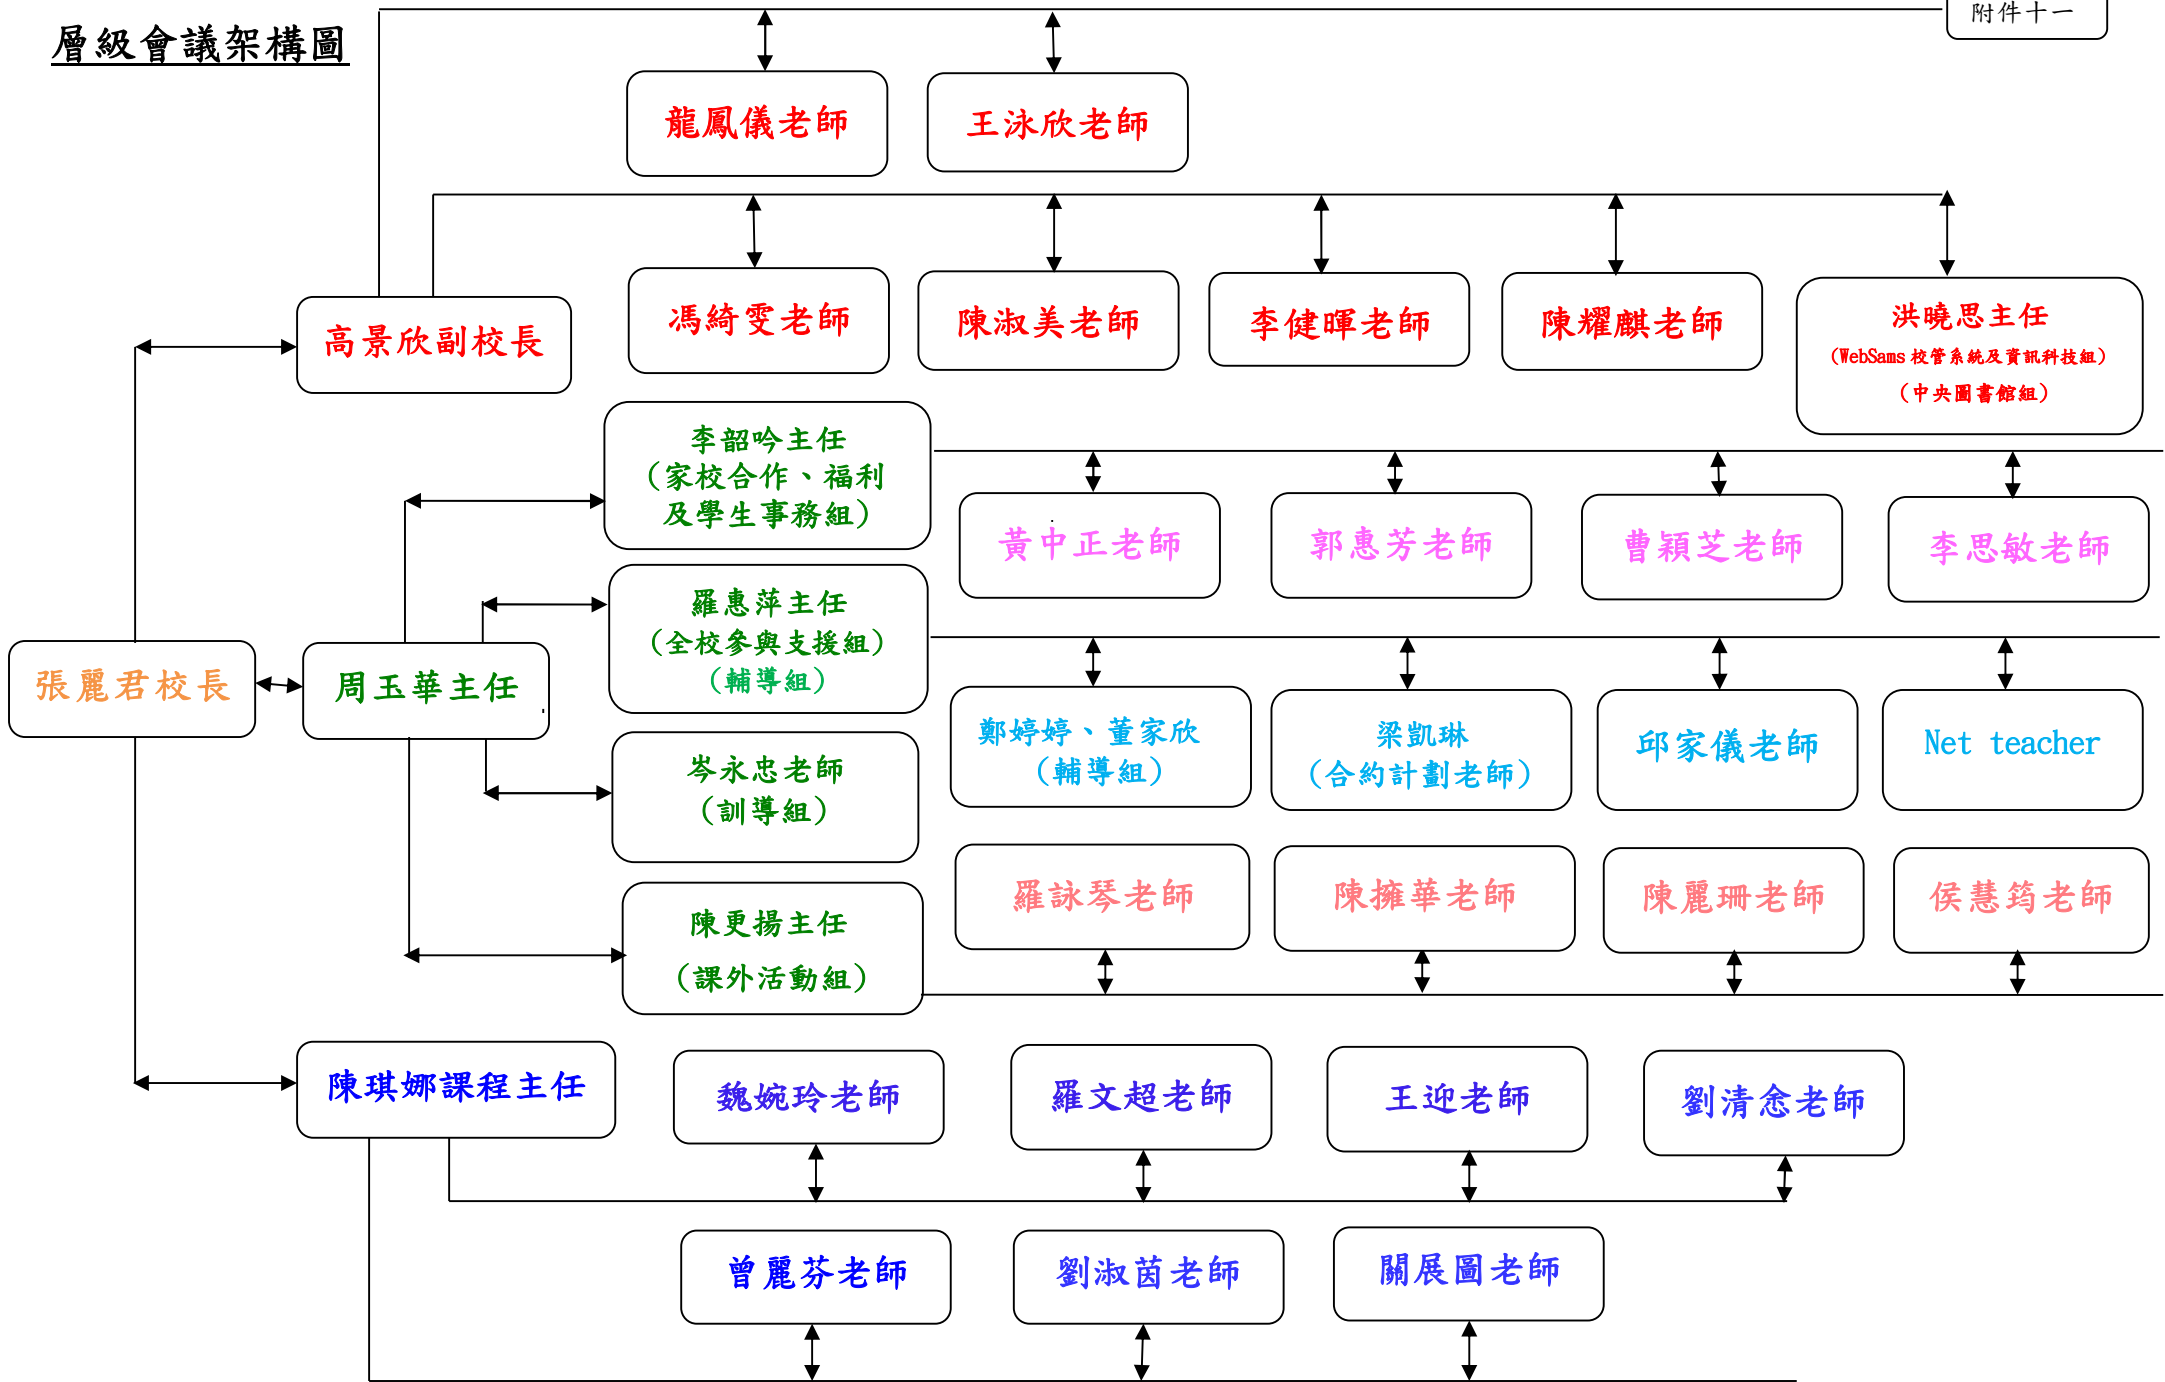 附件十一
層級會議架構圖
龍鳳儀老師
王泳欣老師
馮綺雯老師
陳淑美老師
李健暉老師
陳耀麒老師
洪曉思主任
(WebSams 校管系統及資訊科技組)
(中央圖書館組)
高景欣副校長
李韶吟主任
(家校合作、福利
及學生事務組)
黃中正老師
郭惠芳老師
曹穎芝老師
李思敏老師
羅惠萍主任
(全校參與支援組)
(輔導組)
張麗君校長
周玉華主任
鄭婷婷、董家欣
(輔導組)
梁凱琳
(合約計劃老師)
邱家儀老師
Net teacher
岑永忠老師
(訓導組)
羅詠琴老師
陳擁華老師
陳麗珊老師
侯慧筠老師
陳更揚主任
(課外活動組)
陳琪娜課程主任
魏婉玲老師
羅文超老師
王迎老師
劉清悆老師
曾麗芬老師
劉淑茵老師
關展圖老師